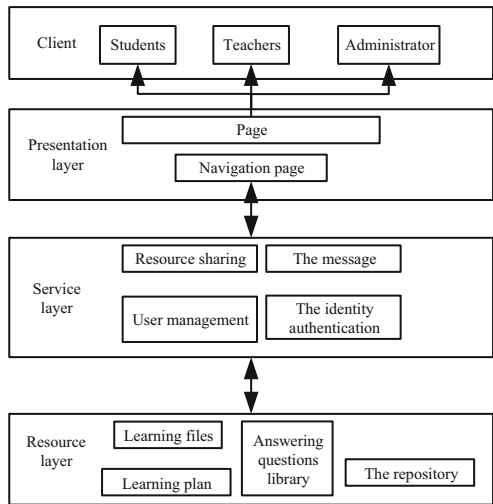 Client
Students
Teachers
Administrator
Presentation
layer
Page
Navigation page
Service
layer
Resource sharing
The message
User management
The identity
authentication
Resource
layer
Learning files
Answering
questions
library
Learning plan
The repository